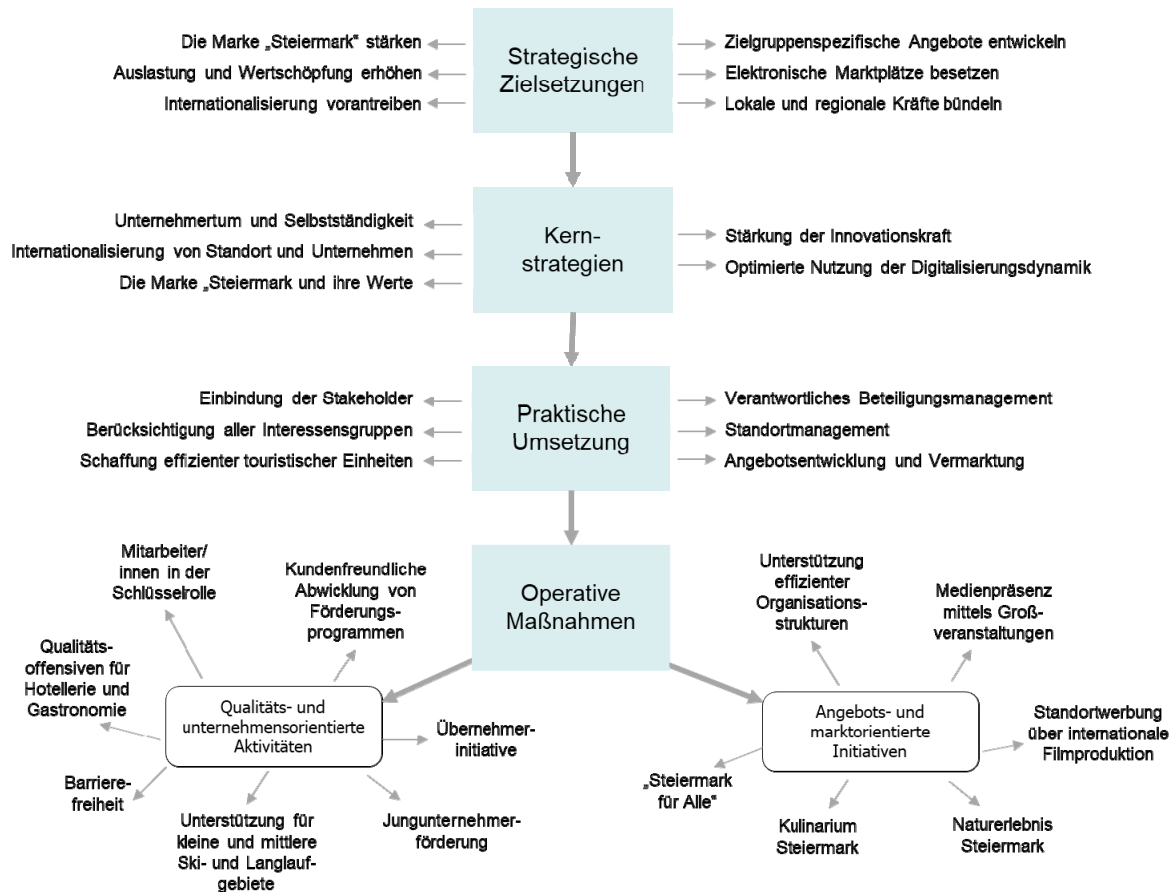 Die Marke „Steiermark“ stärken
Auslastung und Wertschöpfung erhöhen
Internationalisierung vorantreiben
Strategische
Zielsetzungen
Zielgruppenspezifische Angebote entwickeln
Elektronische Marktplätze besetzen
Lokale und regionale Kräfte bündeln
Unternehmertum und Selbstständigkeit
Internationalisierung von Standort und Unternehmen
Die Marke „Steiermark und ihre Werte
Kern-
strategien
Stärkung der Innovationskraft
Optimierte Nutzung der Digitalisierungsdynamik
Einbindung der Stakeholder
Berücksichtigung aller Interessensgruppen
Schaffung effizienter touristischer Einheiten
Praktische
Umsetzung
Verantwortliches Beteiligungsmanagement
Standortmanagement
Angebotsentwicklung und Vermarktung
Operative
Maßnahmen
Mitarbeiter/
innen in der
Schlüsselrolle
Kundenfreundliche
Abwicklung von
Förderungs-
programmen
Qualitäts-
offensiven für
Hotellerie und
Gastronomie
Qualitäts- und
unternehmensorientierte
Aktivitäten
Übernehmer-
initiative
Barriere-
freiheit
Unterstützung für
kleine und mittlere
Ski- und Langlauf-
gebiete
Jungunternehmer-
förderung
Unterstützung
effizienter
Organisations-
strukturen
Medienpräsenz
mittels Groß-
veranstaltungen
Angebots- und
marktorientierte
Initiativen
Standortwerbung
über internationale
Filmproduktion
„Steiermark
für Alle“
Kulinarium
Steiermark
Naturerlebnis
Steiermark